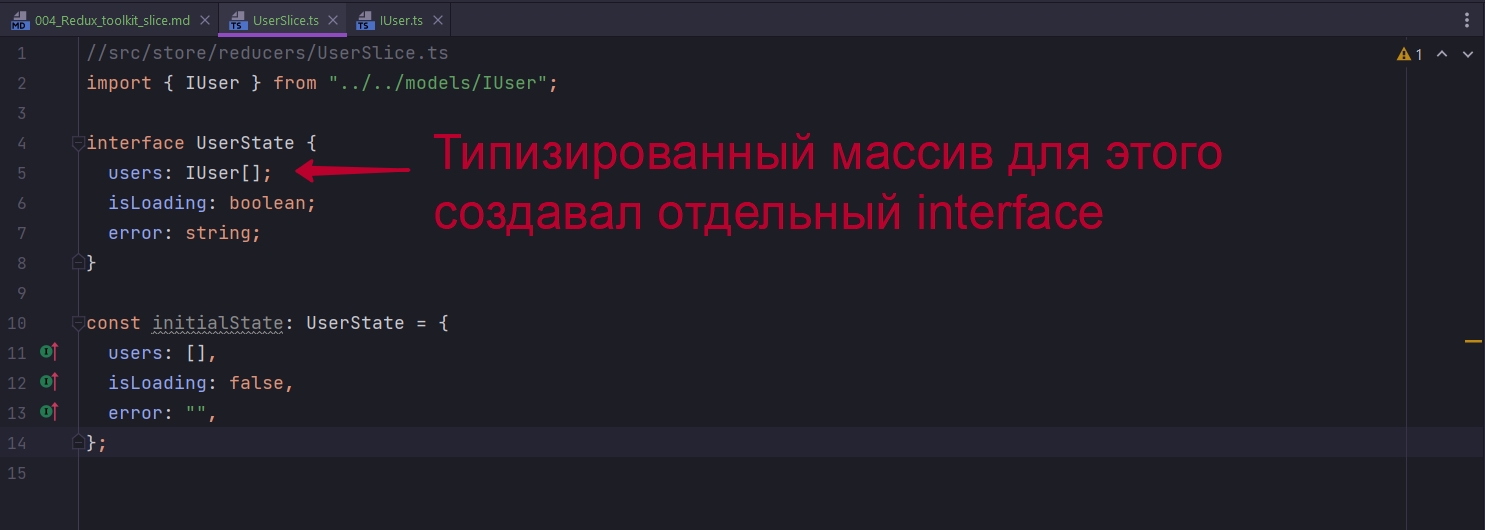 004_Redux_toolkit_slice.md
UserSlice.ts
IUser.ts
1 //src/store/reducers/UserSlice.ts
1
2 import { IUser } from "../../models/IUser";
3
4 interface UserState {
Типизированный массив для этого
5 users: IUser[];
6 isLoading: boolean;
создавал отдельный interface
7 error: string;
8 }
9
10 const initialState: UserState = {
11 users: [],
12 isLoading: false,
13 error: "",
14 };
15